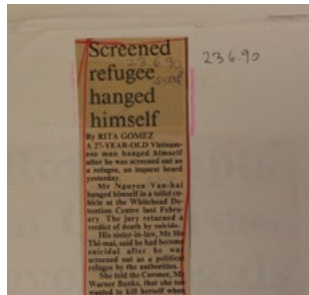 Screened
23.6.90
refugee
hanged
himself
23.6.90
By RITA GOMEZ
A 27-YEAR-OLD Vietnam-
ese man hanged himself
after he was screened out as
a refugee, an inquest heard
yesterday.
Mr Nguyen Van-hai
hanged himself in a toilet cu-
bicle at the Whitehead De-
tention Centre last Febru-
ary. The jury returned a
verdict of death by suicide.
His sister-in-law, Ms Ho
Thi mai, said he had become
suicidal after he was
screened out as a political
refugee by the authorities.
She told the Coroner, Mr
Warner Banks, that she too
wanted to kill herself when